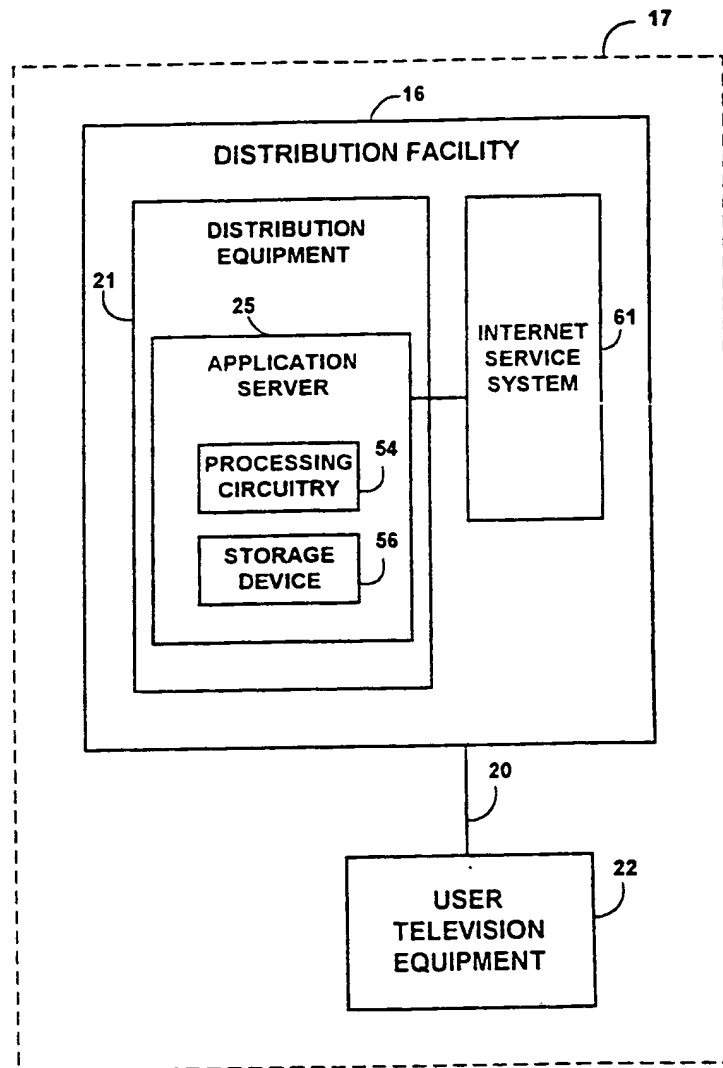 17
16
DISTRIBUTION FACILITY
DISTRIBUTION
EQUIPMENT
21
25
APPLICATION
SERVER
INTERNET
SERVICE
SYSTEM
61
PROCESSING
CIRCUITRY
54
STORAGE
DEVICE
56
20
USER
TELEVISION
EQUIPMENT
22